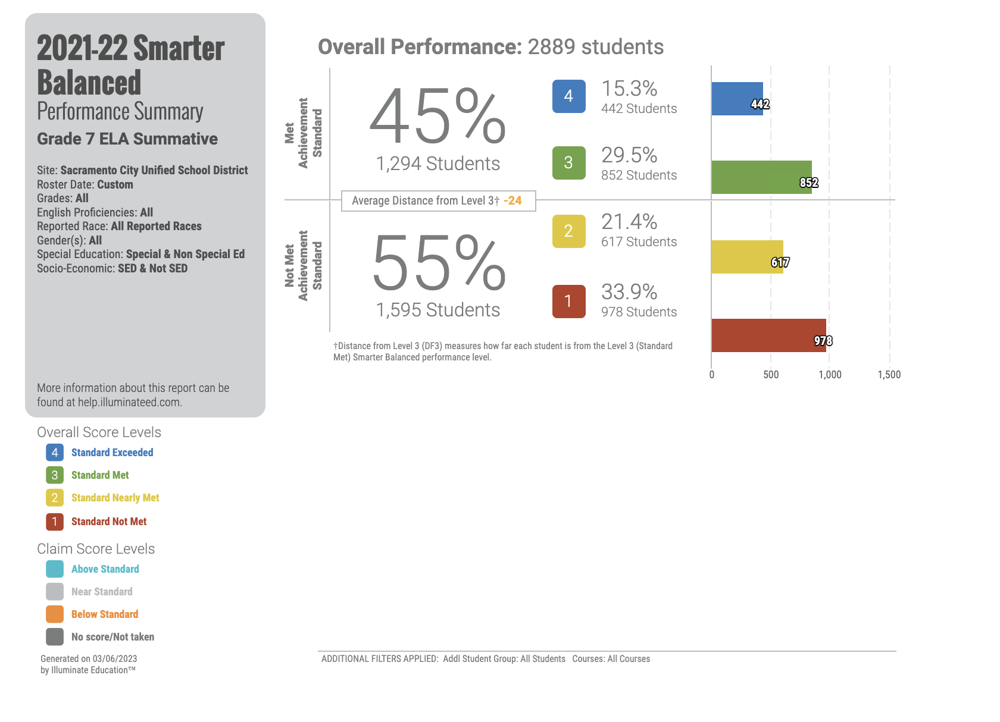 2021-22 Smarter
Balanced
Performance Summary
Grade 7 ELA Summative
Site: Sacramento City Unified School District
Roster Date: Custom
Grades: All
English Proficiencies: All
Reported Race: All Reported Races
Gender(s): All
Special Education: Special & Non Special Ed
Socio-Economic: SED & Not SED
More information about this report can be
found at help.illuminateed.com.
Overall Score Levels
4 Standard Exceeded
3 Standard Met
2 Standard Nearly Met
1 Standard Not Met
Claim Score Levels
Above Standard
Near Standard
Below Standard
No score/Not taken
Generated on 03/06/2023
by Illuminate Education™
Overall Performance: 2889 students
Met
Achievement
Standard
45%
1,294 Students
4
15.3%
442 Students
3
29.5%
852 Students
Average Distance from Level 3† -24
Not Met
Achievement
Standard
55%
1,595 Students
2
21.4%
617 Students
1
33.9%
978 Students
†Distance from Level 3 (DF3) measures how far each student is from the Level 3 (Standard
Met) Smarter Balanced performance level.
442
852
617
978
0 500 1,000 1,500
ADDITIONAL FILTERS APPLIED: Addl Student Group: All Students Courses: All Courses